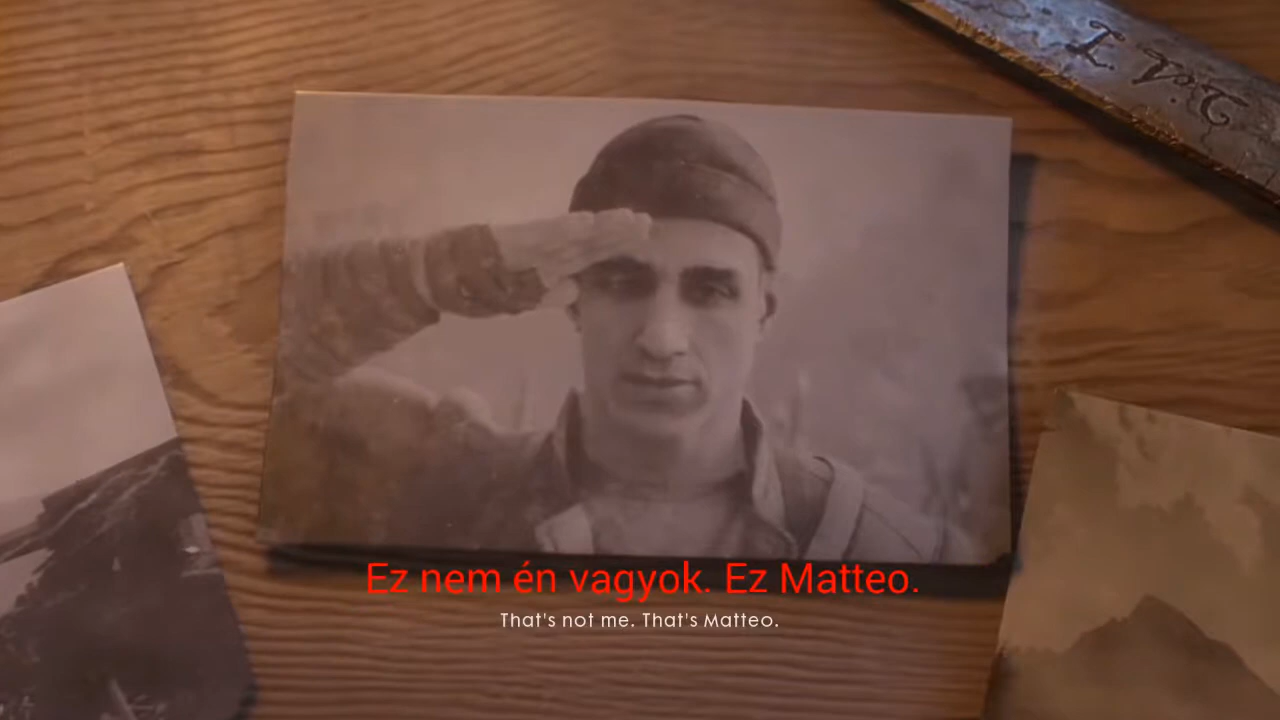 Ez nem én vagyok. Ez Matteo.
That's not me. That's Matteo.